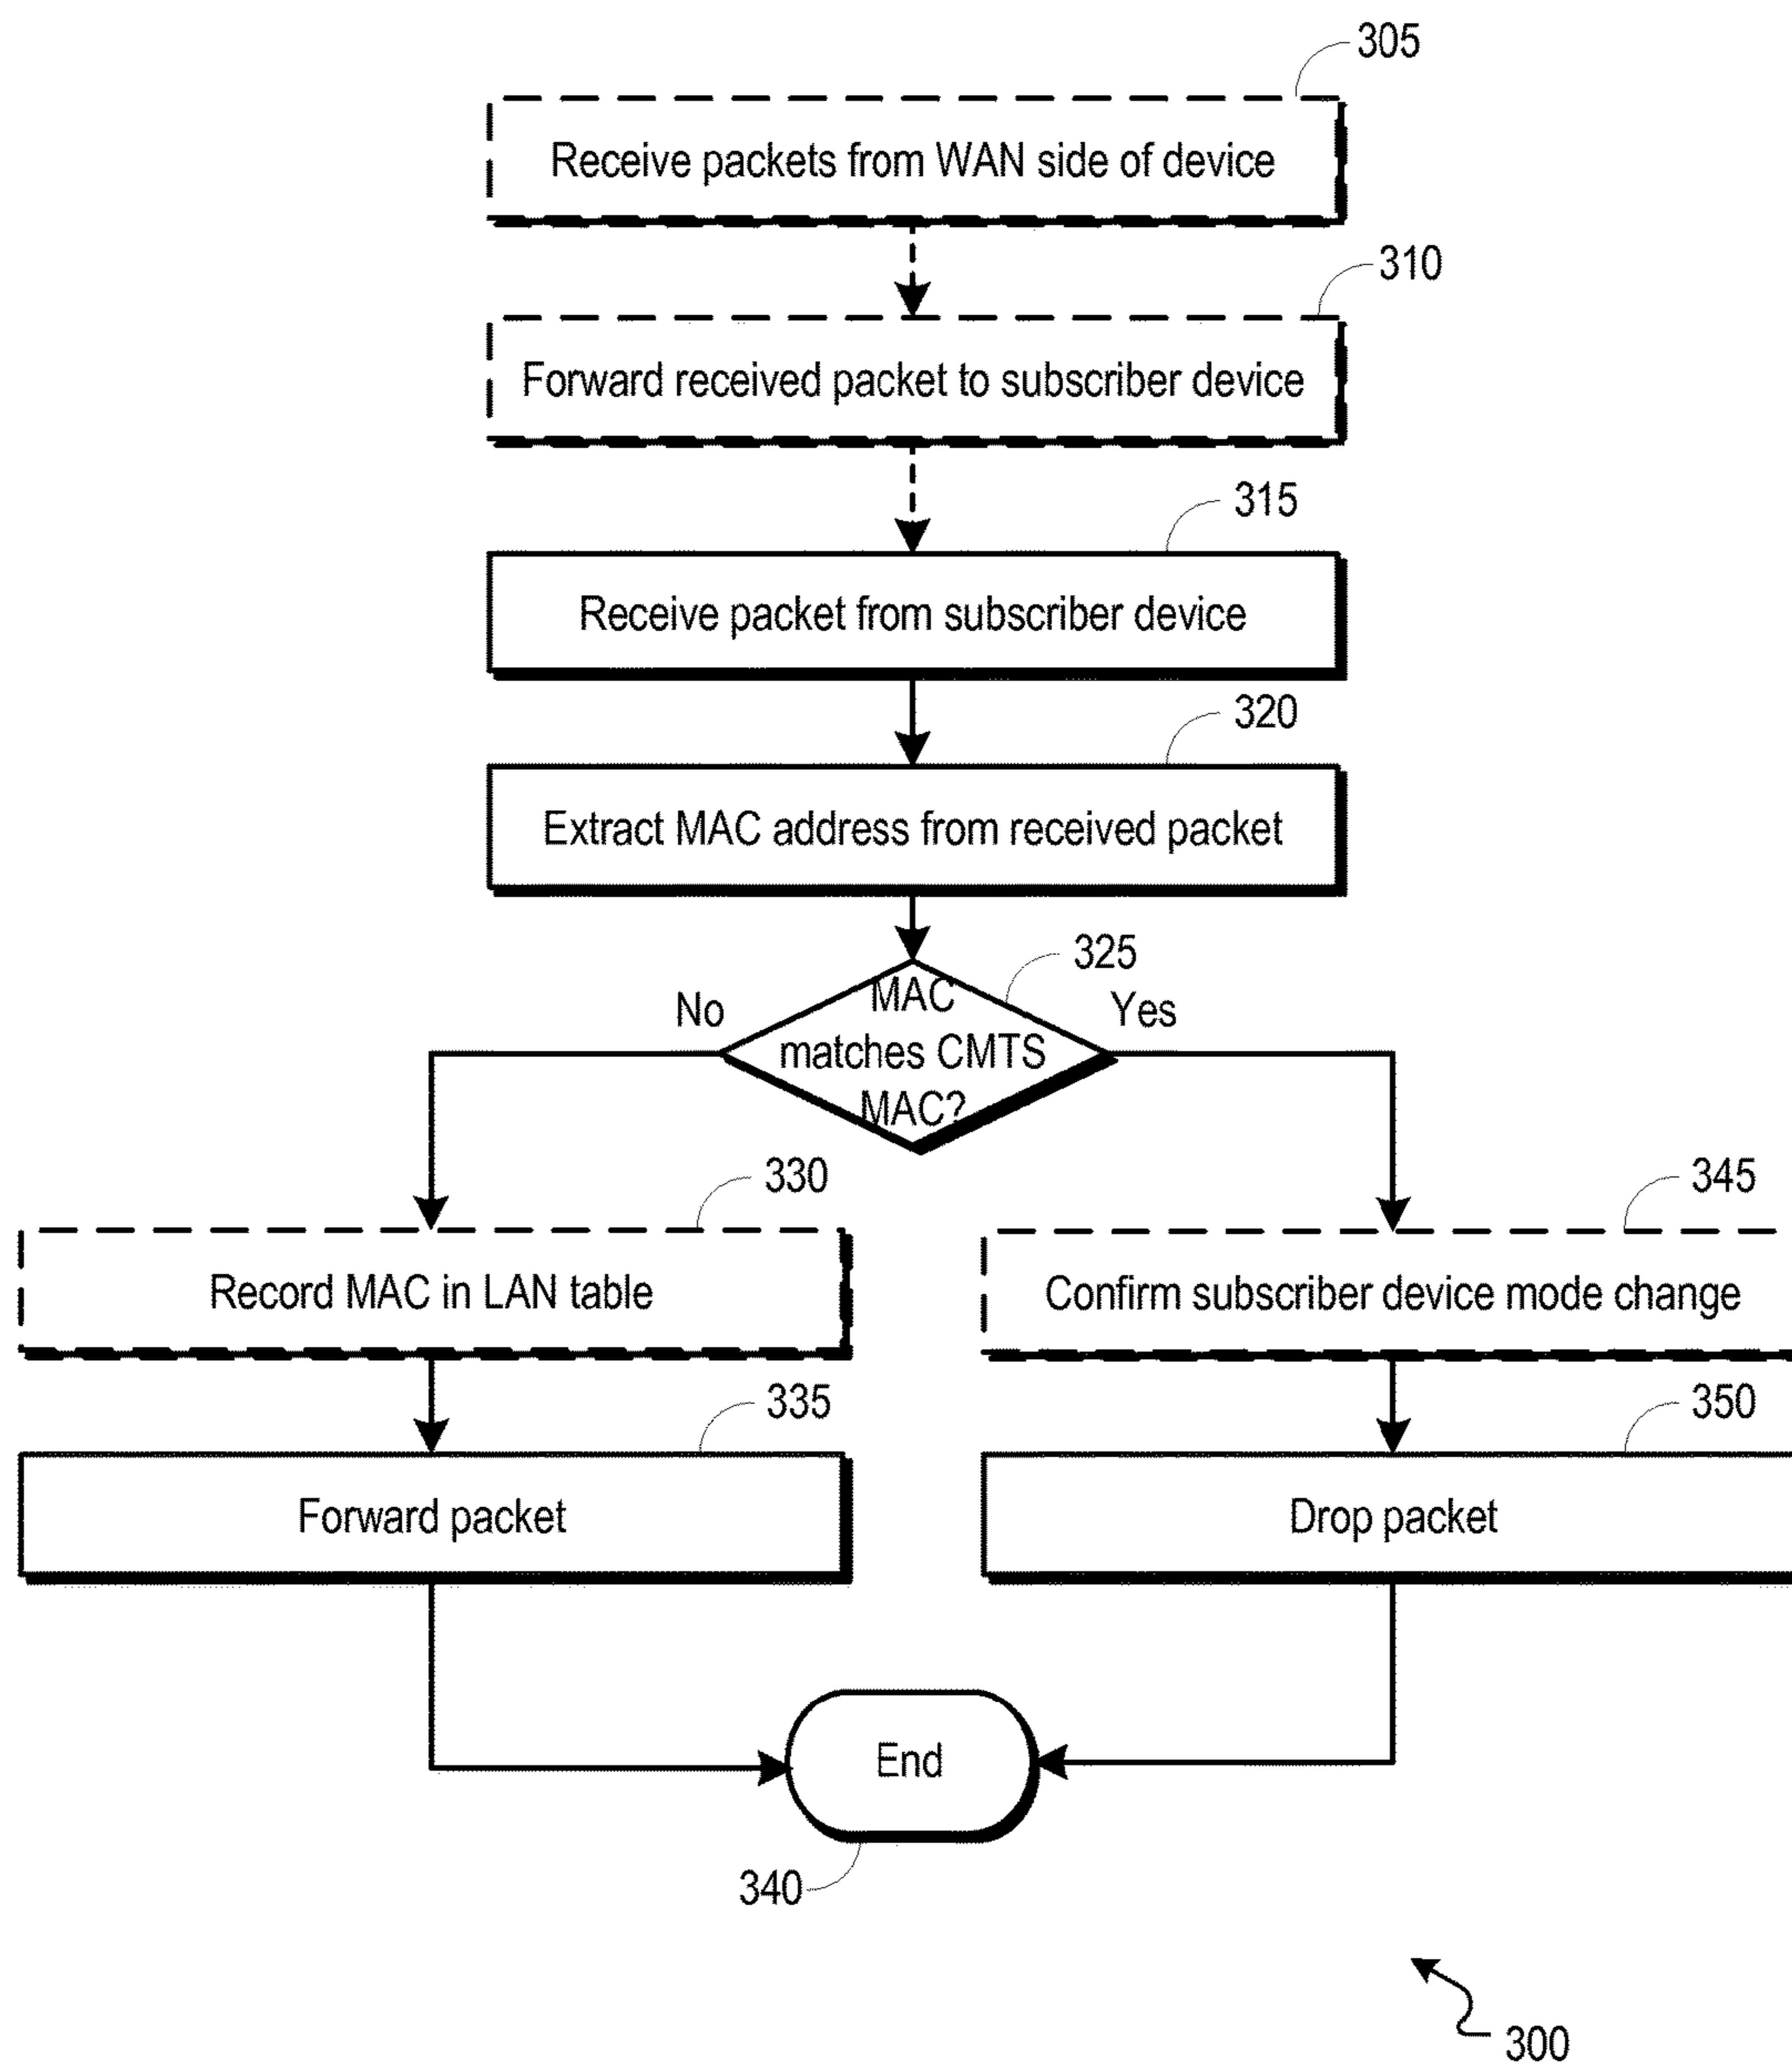 305
Receive packets from WAN side of device
310
Forward received packet to subscriber device
315
Receive packet from subscriber device
320
Extract MAC address from received packet
325
No
MAC
matches CMTS
MAC?
Yes
330
345
Record MAC in LAN table
Confirm subscriber device mode change
335
350
Forward packet
Drop packet
End
340
300